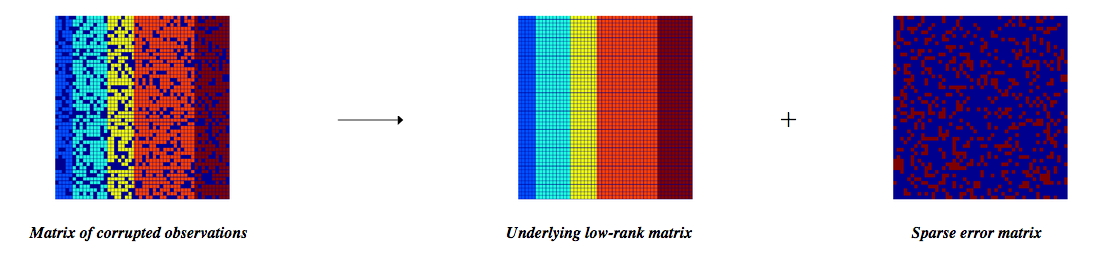 Matrix of corrupted observations
Underlying low-rank matrix
Sparse error matrix